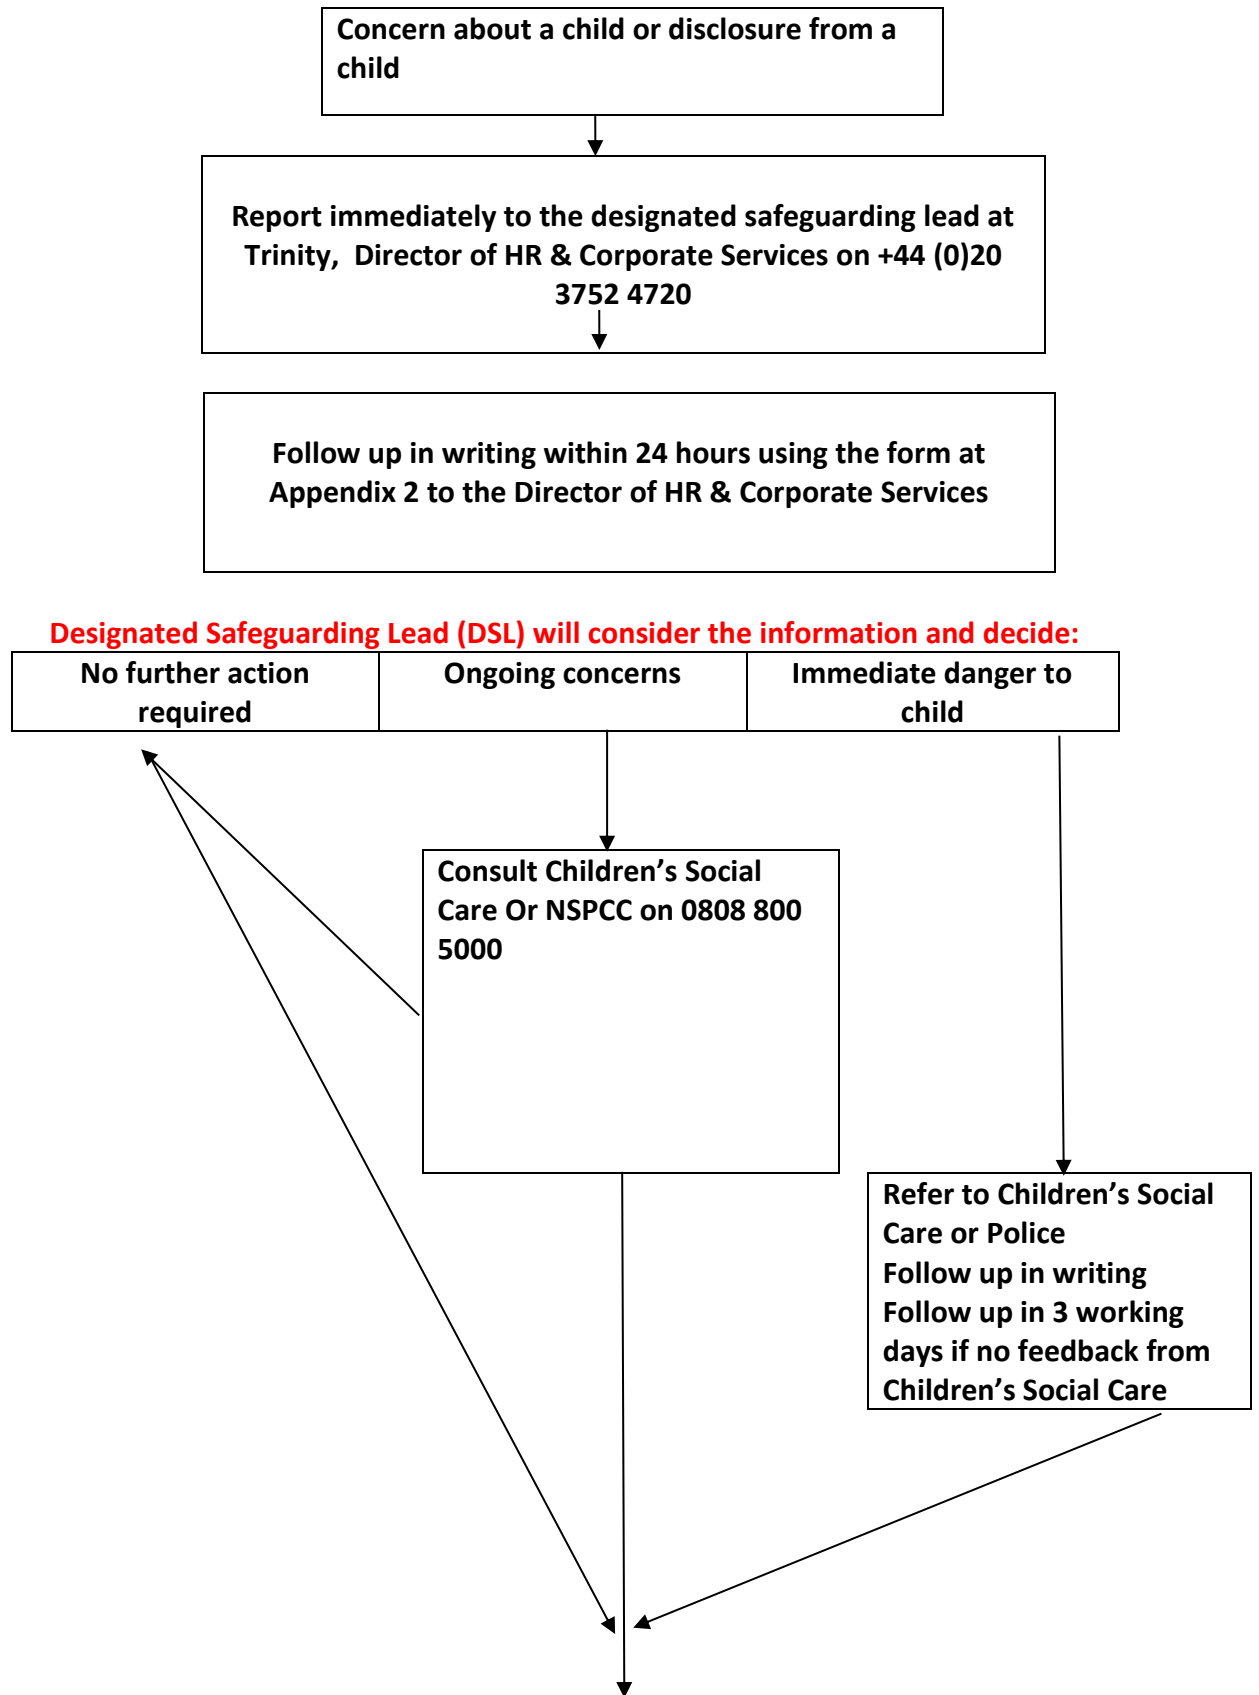 Concern about a child or disclosure from a
child
Report immediately to the designated safeguarding lead at
Trinity,  Director of HR & Corporate Services on +44 (0)20
3752 4720
Follow up in writing within 24 hours using the form at
Appendix 2 to the Director of HR & Corporate Services
Designated Safeguarding Lead (DSL) will consider the information and decide:
No further action
required
Ongoing concerns
Immediate danger to
child
Consult Children’s Social
Care Or NSPCC on 0808 800
5000
Refer to Children’s Social
Care or Police
Follow up in writing
Follow up in 3 working
days if no feedback from
Children’s Social Care